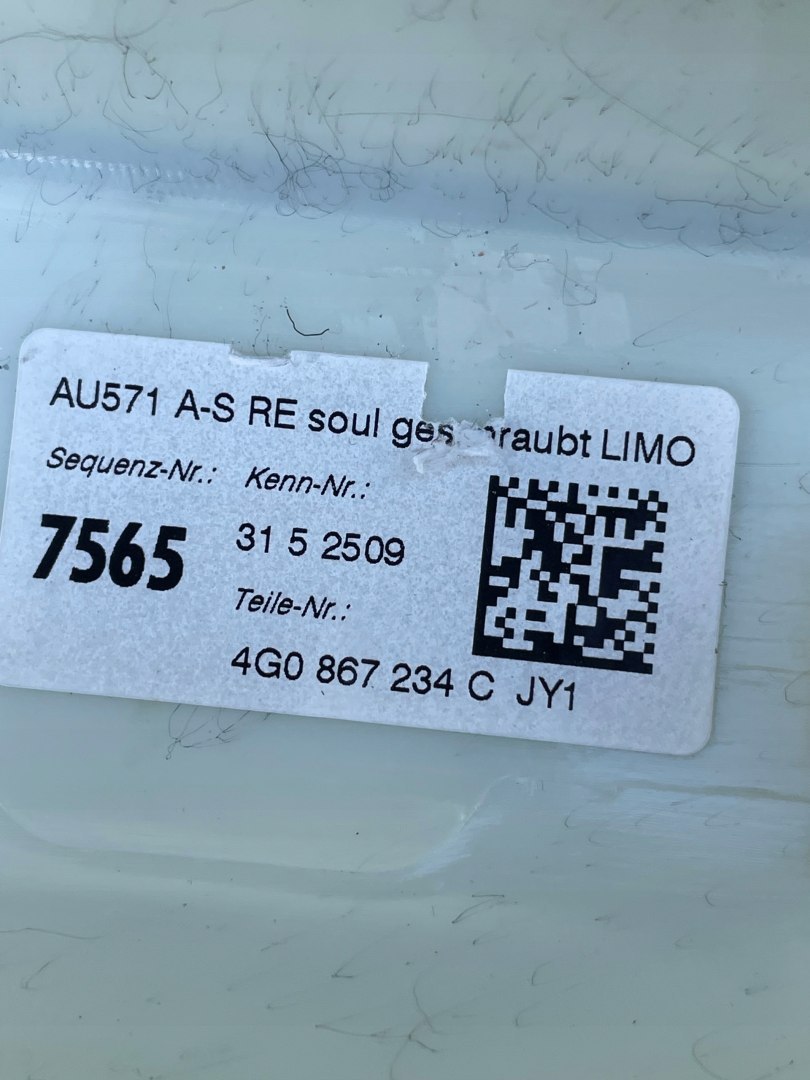 AU571 A-S RE soul LIMO
Sequenz-Nr.: Kenn-Nr.:
7565 31 5 2509
Teile-Nr.:
4G0 867 234 C JY1